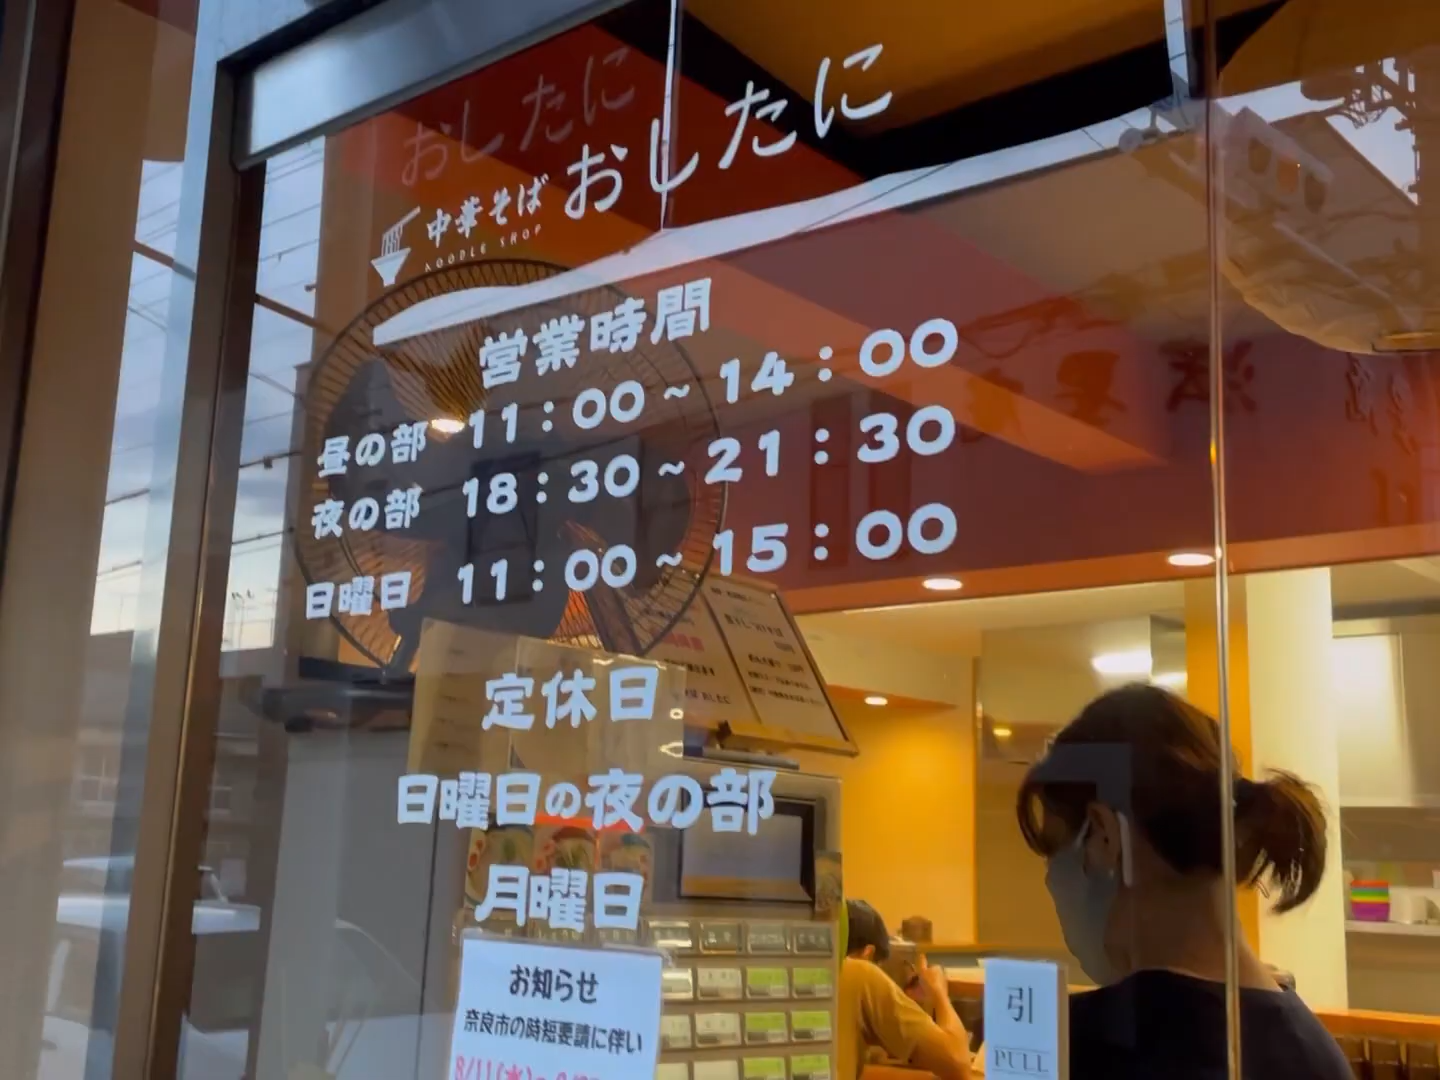 おしたに
中華そば おしたに
NOODLE SHOP
営業時間
昼の部 11:00~14:00
夜の部 18:30~21:30
日曜日 11:00~15:00
定休日
日曜日の夜の部
月曜日
お知らせ
奈良市の時短要請に伴い
8/11(水)~
引
PULL